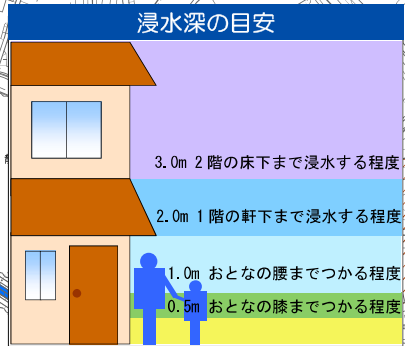 浸水深の目安
3.0m 2階の床下まで浸水する程度
2.0m 1階の軒下まで浸水する程度
1.0m おとなの腰までつかる程度
0.5m おとなの膝までつかる程度